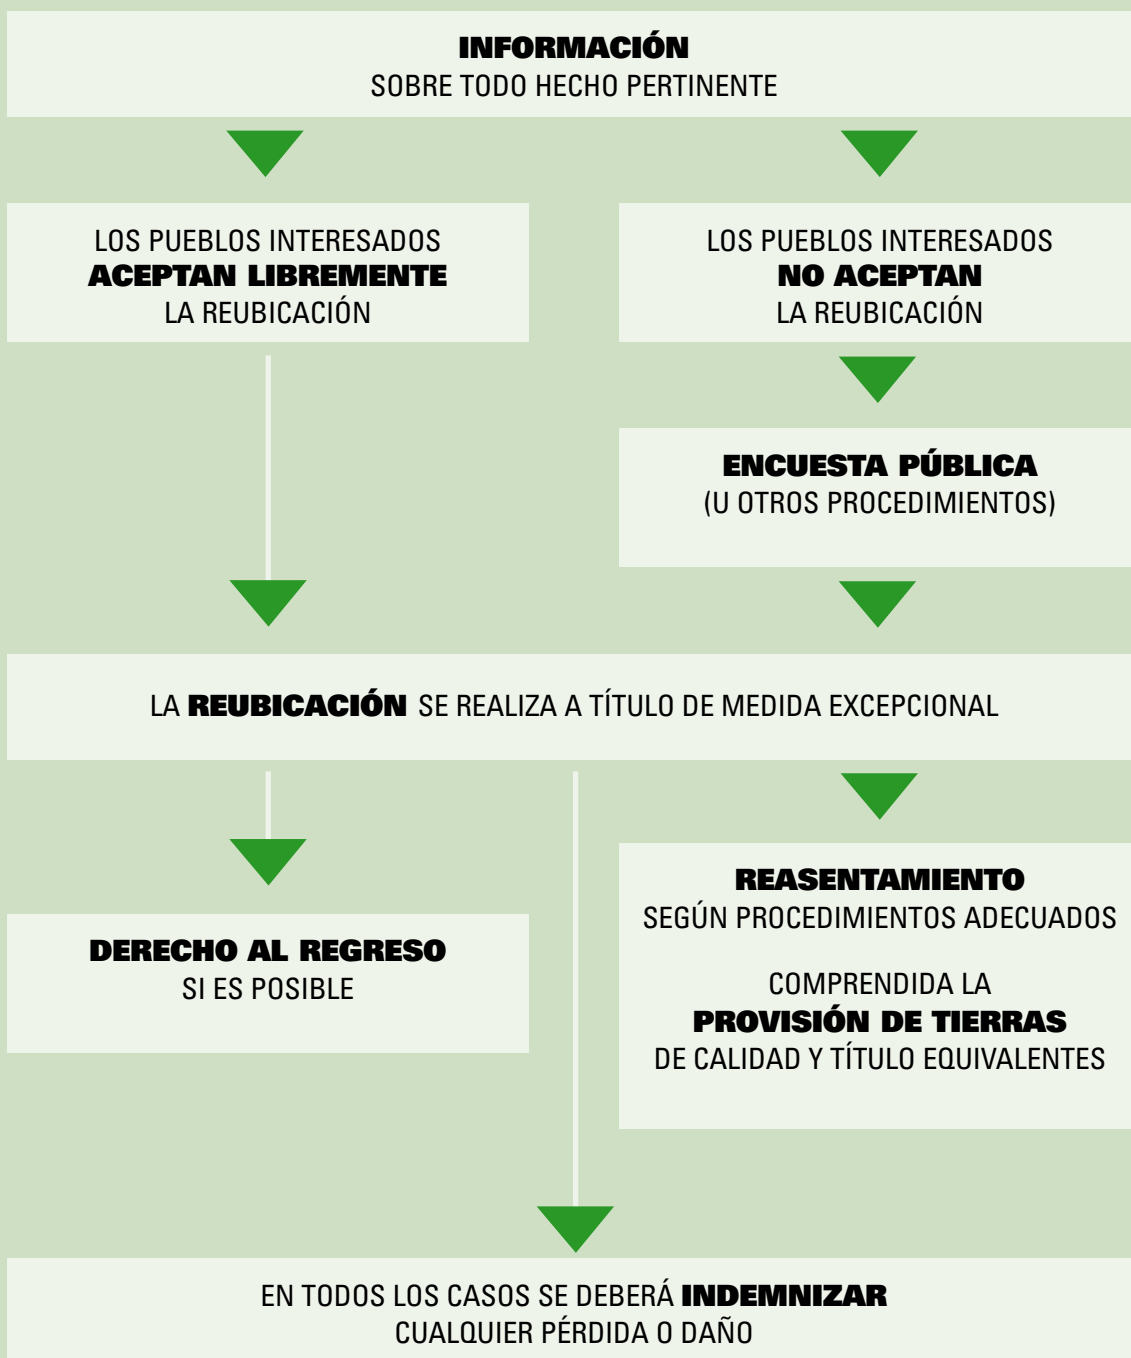 INFORMACIÓN
SOBRE TODO HECHO PERTINENTE
LOS PUEBLOS INTERESADOS
ACEPTAN LIBREMENTE
LA REUBICACIÓN
LOS PUEBLOS INTERESADOS
NO ACEPTAN
LA REUBICACIÓN
ENCUESTA PÚBLICA
(U OTROS PROCEDIMIENTOS)
LA REUBICACIÓN SE REALIZA A TÍTULO DE MEDIDA EXCEPCIONAL
DERECHO AL REGRESO
SI ES POSIBLE
REASENTAMIENTO
SEGÚN PROCEDIMIENTOS ADECUADOS
COMPRENDIDA LA
PROVISIÓN DE TIERRAS
DE CALIDAD Y TÍTULO EQUIVALENTES
EN TODOS LOS CASOS SE DEBERÁ INDEMNIZAR
CUALQUIER PÉRDIDA O DAÑO